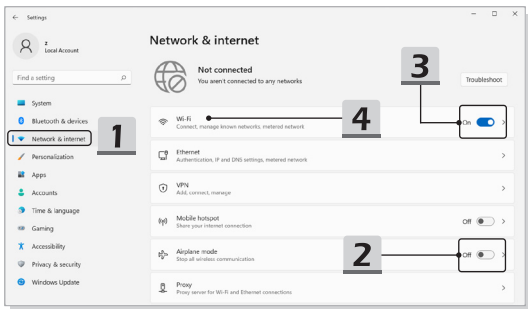 Settings
z
Local Account
Find a setting
System
Bluetooth & devices
Network & internet
Personalization
Apps
Accounts
Time & language
Gaming
Accessibility
Privacy & security
Windows Update
1
Network & internet
Not connected
You aren't connected to any networks
3
Troubleshoot
Wi-Fi
Connect, manage known networks, metered network
4
On
Ethernet
Authentication, IP and DNS settings, metered network
VPN
Add, connect, manage
Mobile hotspot
Share your internet connection
Off
Airplane mode
Stop all wireless communication
2
Off
Proxy
Proxy server for Wi-Fi and Ethernet connections